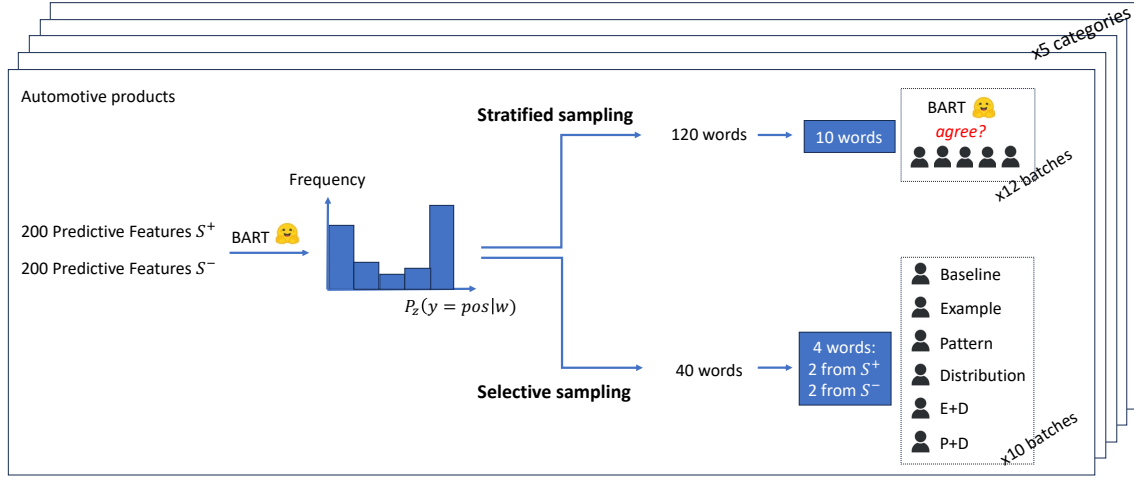 x5 categories
Automotive products
Stratified sampling
120 words
10 words
BART
agree?
x12 batches
Frequency
200 Predictive Features S⁺
200 Predictive Features S⁻
BART
P_z(y = pos|w)
Selective sampling
40 words
4 words:
2 from S⁺
2 from S⁻
Baseline
Example
Pattern
Distribution
E+D
P+D
x10 batches